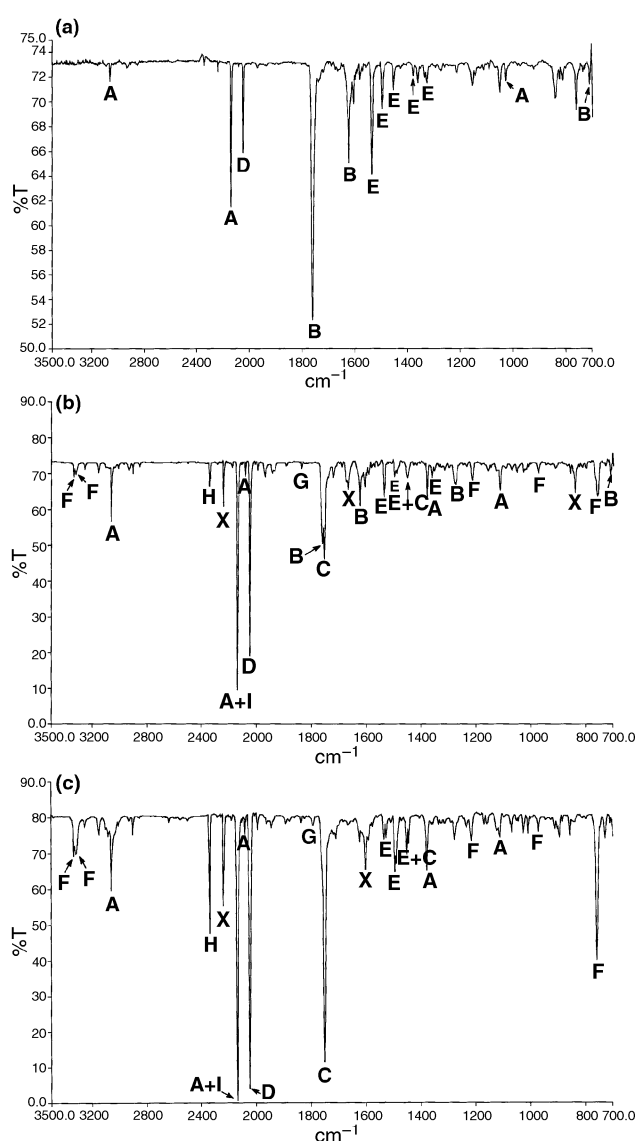 (a)
75.0
74
72
70
68
66
64
62
60
58
56
54
52
50.0
%T
A
A
D
B
B
E
E
E
E
E
A
B
3500.0 3200 2800 2400 2000 1800 1600 1400 1200 1000 800 700.0
cm−1
(b)
90.0
80
70
60
50
40
30
20
10
0.0
%T
F
F
A
H
X
A
A+I
D
G
B
C
X
B
E
E
E+C
E
A
B
F
A
F
X
F
B
3500.0 3200 2800 2400 2000 1800 1600 1400 1200 1000 800 700.0
cm−1
(c)
90.0
80
70
60
50
40
30
20
10
0.0
%T
F
F
A
H
X
A
A+I
D
G
C
X
E
E
E+C
A
F
A
F
F
3500.0 3200 2800 2400 2000 1800 1600 1400 1200 1000 800 700.0
cm−1